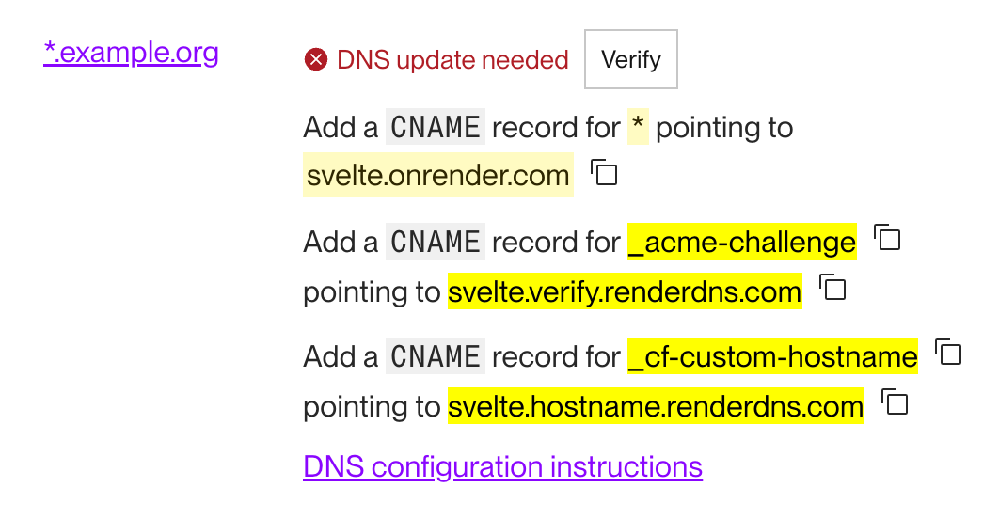 *.example.org
DNS update needed Verify
Add a CNAME record for * pointing to
svelte.onrender.com
Add a CNAME record for _acme-challenge
pointing to svelte.verify.renderdns.com
Add a CNAME record for _cf-custom-hostname
pointing to svelte.hostname.renderdns.com
DNS configuration instructions